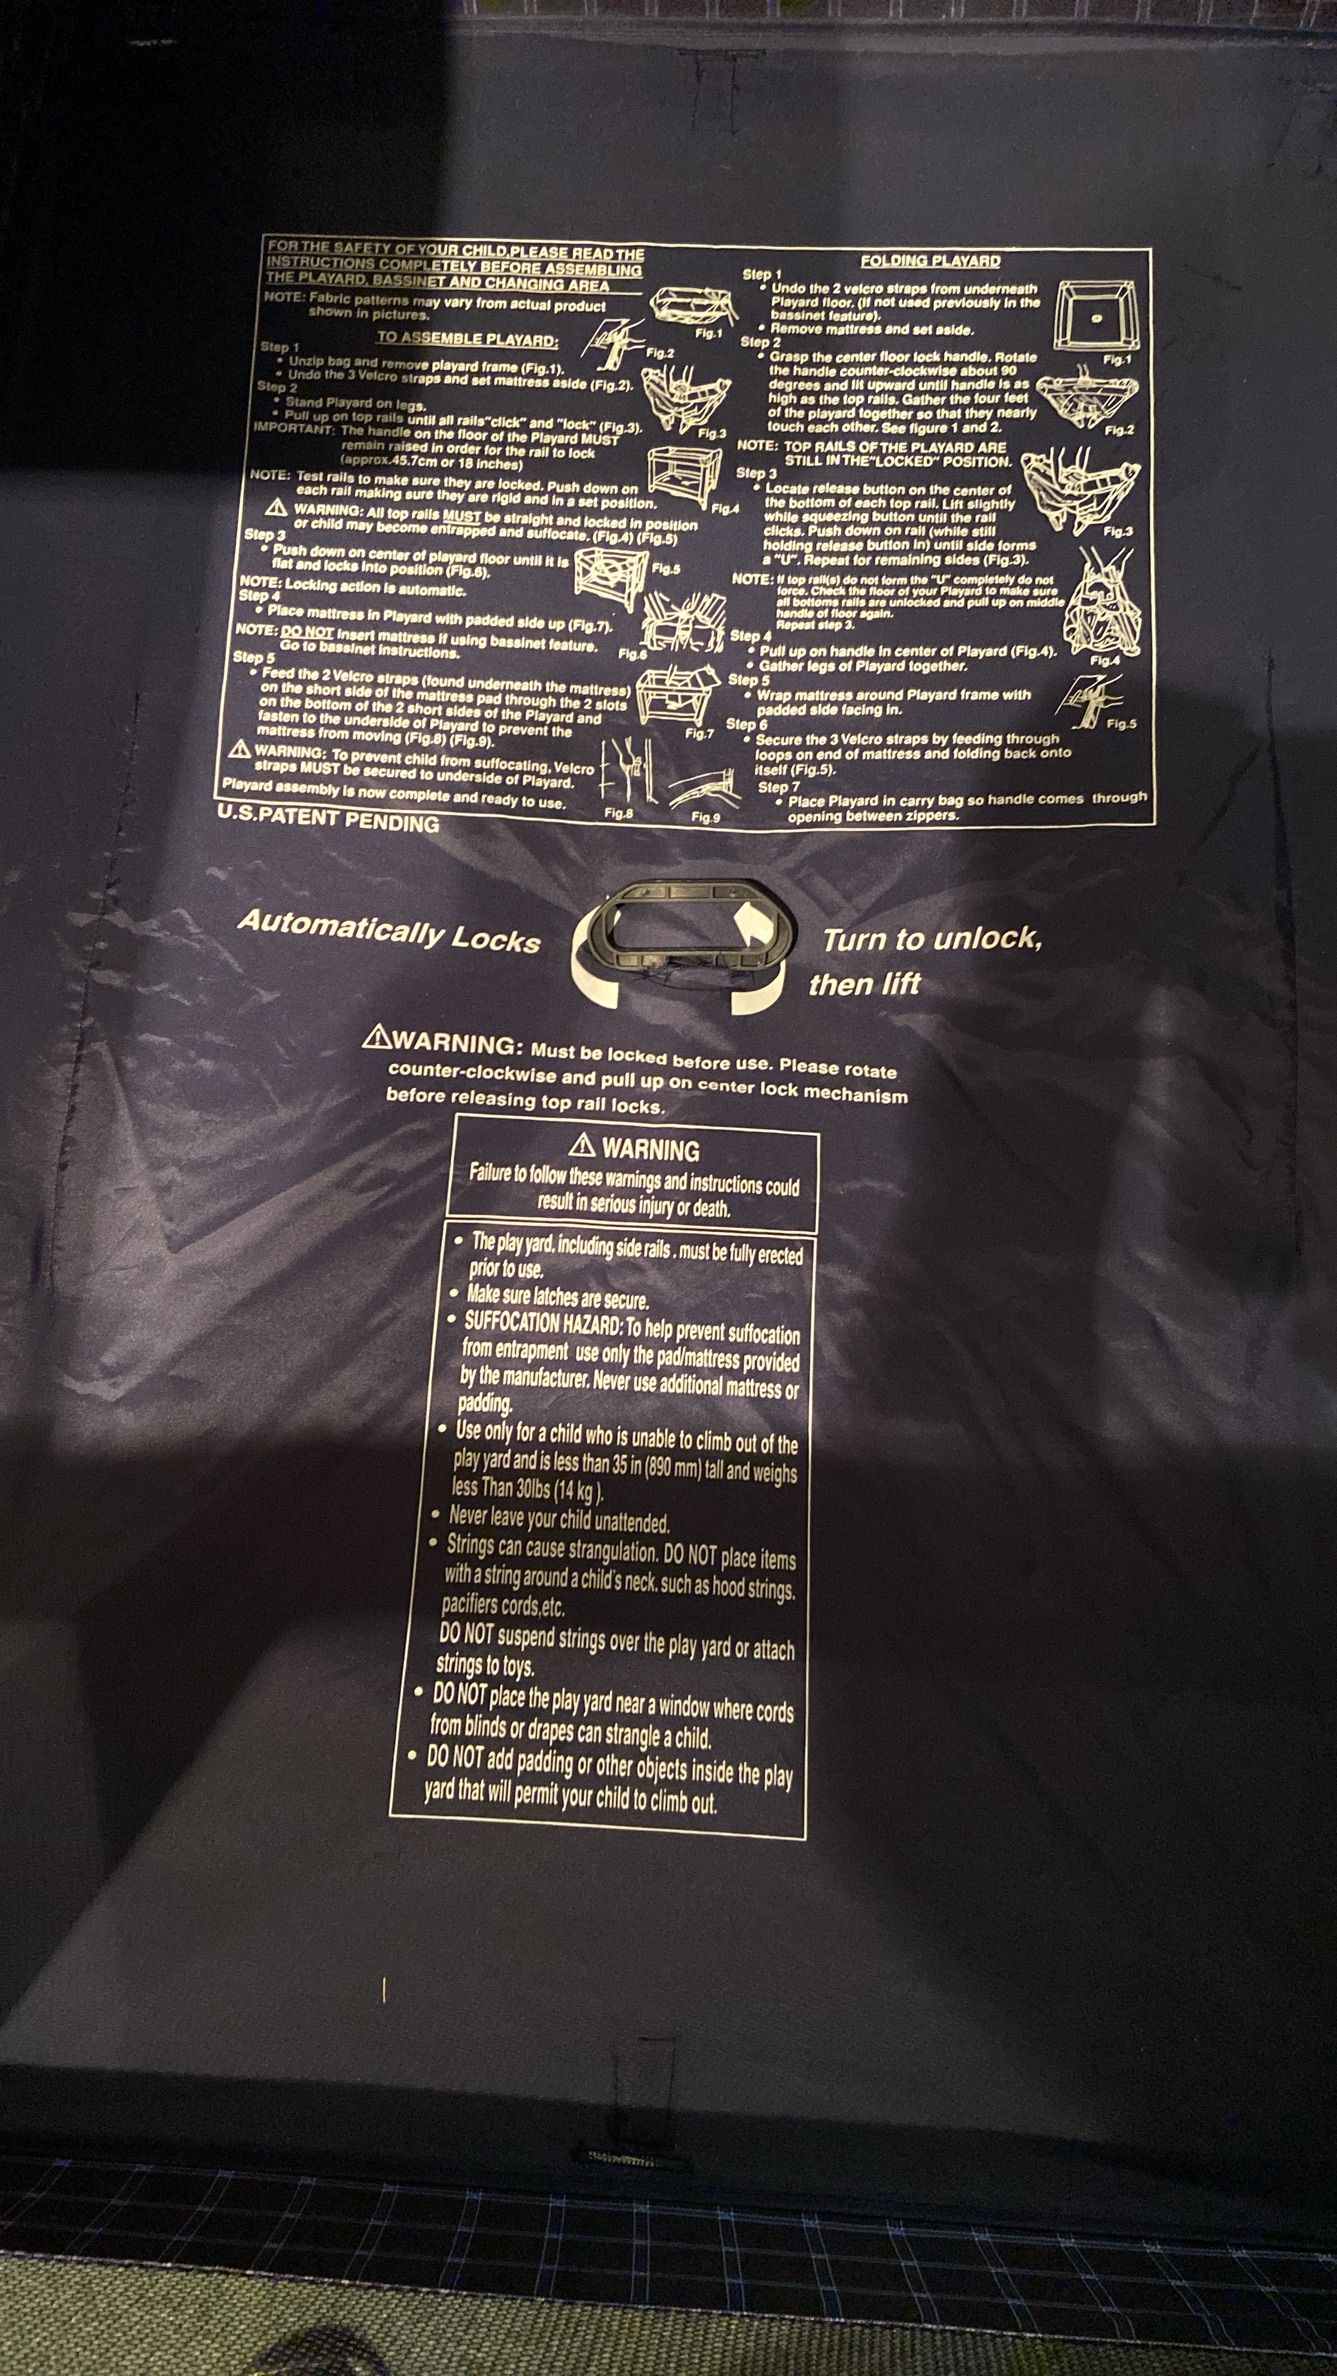 FOR THE SAFETY OF YOUR CHILD,PLEASE READ THE
INSTRUCTIONS COMPLETELY BEFORE ASSEMBLING
THE PLAYARD, BASSINET AND CHANGING AREA
NOTE: Fabric patterns may vary from actual product
shown in pictures.
Fig.1
TO ASSEMBLE PLAYARD:
Fig.2
Step 1
• Unzip bag and remove playard frame (Fig.1).
• Undo the 3 Velcro straps and set mattress aside (Fig.2).
Step 2
• Stand Playard on legs.
• Pull up on top rails until all rails"click" and "lock" (Fig.3).
Fig.3
IMPORTANT: The handle on the floor of the Playard MUST
remain raised in order for the rail to lock
(approx.45.7cm or 18 inches)
NOTE: Test rails to make sure they are locked. Push down on
each rail making sure they are rigid and in a set position.
Fig.4
⚠ WARNING: All top rails MUST be straight and locked in position
or child may become entrapped and suffocate. (Fig.4) (Fig.5)
Step 3
• Push down on center of playard floor until it is
flat and locks into position (Fig.6).
Fig.5
NOTE: Locking action is automatic.
Step 4
• Place mattress in Playard with padded side up (Fig.7).
NOTE: DO NOT insert mattress if using bassinet feature.
Go to bassinet instructions.
Fig.6
Step 5
• Feed the 2 Velcro straps (found underneath the mattress)
on the short side of the mattress pad through the 2 slots
on the bottom of the 2 short sides of the Playard and
fasten to the underside of Playard to prevent the
mattress from moving (Fig.8) (Fig.9).
Fig.7
⚠ WARNING: To prevent child from suffocating, Velcro
straps MUST be secured to underside of Playard.
Playard assembly is now complete and ready to use.
Fig.8
Fig.9
FOLDING PLAYARD
Step 1
• Undo the 2 velcro straps from underneath
Playard floor. (If not used previously in the
bassinet feature).
• Remove mattress and set aside.
Fig.1
Step 2
• Grasp the center floor lock handle. Rotate
the handle counter-clockwise about 90
degrees and lit upward until handle is as
high as the top rails. Gather the four feet
of the playard together so that they nearly
touch each other. See figure 1 and 2.
Fig.2
NOTE: TOP RAILS OF THE PLAYARD ARE
STILL IN THE"LOCKED" POSITION.
Step 3
• Locate release button on the center of
the bottom of each top rail. Lift slightly
while squeezing button until the rail
clicks. Push down on rail (while still
holding release button in) until side forms
a "U". Repeat for remaining sides (Fig.3).
Fig.3
NOTE: If top rail(s) do not form the "U" completely do not
force. Check the floor of your Playard to make sure
all bottoms rails are unlocked and pull up on middle
handle of floor again.
Repeat step 3.
Step 4
• Pull up on handle in center of Playard (Fig.4).
• Gather legs of Playard together.
Fig.4
Step 5
• Wrap mattress around Playard frame with
padded side facing in.
Fig.5
Step 6
• Secure the 3 Velcro straps by feeding through
loops on end of mattress and folding back onto
itself (Fig.5).
Step 7
• Place Playard in carry bag so handle comes through
opening between zippers.
U.S.PATENT PENDING
Automatically Locks
Turn to unlock,
then lift
⚠WARNING: Must be locked before use. Please rotate
counter-clockwise and pull up on center lock mechanism
before releasing top rail locks.
⚠ WARNING
Failure to follow these warnings and instructions could
result in serious injury or death.
• The play yard, including side rails , must be fully erected
prior to use.
• Make sure latches are secure.
• SUFFOCATION HAZARD: To help prevent suffocation
from entrapment use only the pad/mattress provided
by the manufacturer. Never use additional mattress or
padding.
• Use only for a child who is unable to climb out of the
play yard and is less than 35 in (890 mm) tall and weighs
less Than 30lbs (14 kg ).
• Never leave your child unattended.
• Strings can cause strangulation. DO NOT place items
with a string around a child's neck. such as hood strings.
pacifiers cords,etc.
DO NOT suspend strings over the play yard or attach
strings to toys.
• DO NOT place the play yard near a window where cords
from blinds or drapes can strangle a child.
• DO NOT add padding or other objects inside the play
yard that will permit your child to climb out.